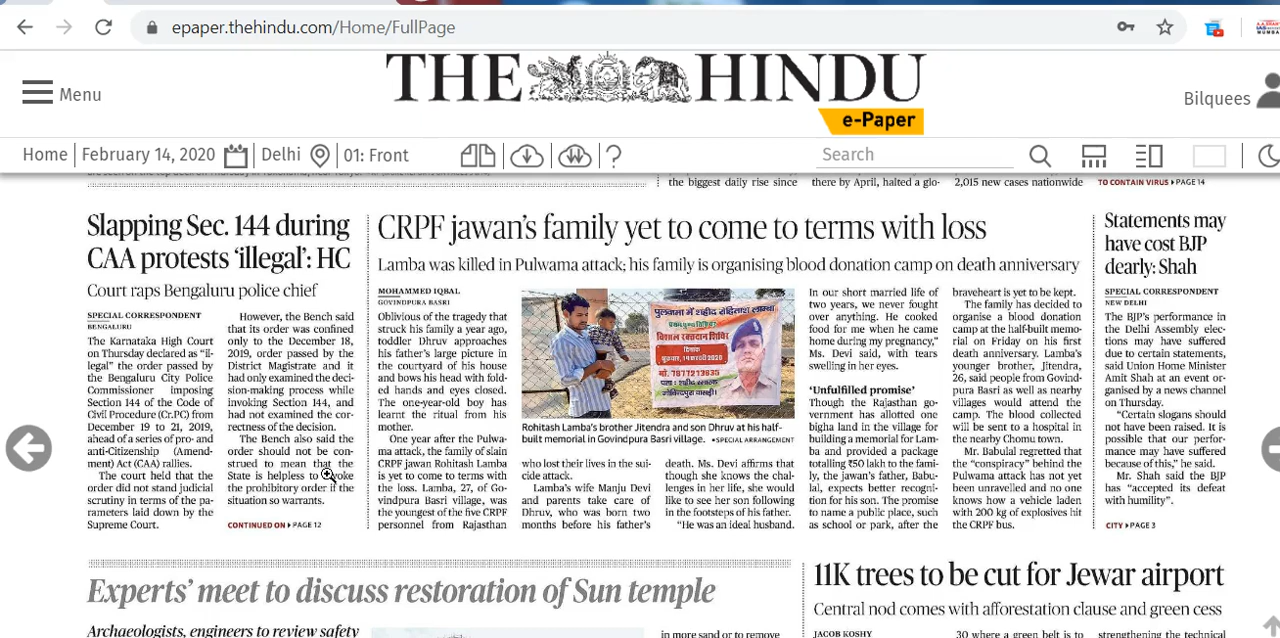 epaper.thehindu.com/Home/FullPage
THE HINDU
e-Paper
Menu
Bilquees
Home
February 14, 2020
Delhi
01: Front
?
Search
the biggest daily rise since
there by April, halted a glo-
2,015 new cases nationwide
TO CONTAIN VIRUS ▸ PAGE 14
Slapping Sec. 144 during
CAA protests ‘illegal’: HC
Court raps Bengaluru police chief
SPECIAL CORRESPONDENT
BENGALURU
The Karnataka High Court
on Thursday declared as “il-
legal” the order passed by
the Bengaluru City Police
Commissioner imposing
Section 144 of the Code of
Civil Procedure (Cr.PC) from
December 19 to 21, 2019,
ahead of a series of pro- and
anti-Citizenship (Amend-
ment) Act (CAA) rallies.
The court held that the
order did not stand judicial
scrutiny in terms of the pa-
rameters laid down by the
Supreme Court.
However, the Bench said
that its order was confined
only to the December 18,
2019, order passed by the
District Magistrate and it
had only examined the deci-
sion-making process while
invoking Section 144, and
had not examined the cor-
rectness of the decision.
The Bench also said the
order should not be con-
strued to mean that the
State is helpless to
the prohibitory order if the
situation so warrants.
CONTINUED ON ▸ PAGE 12
CRPF jawan’s family yet to come to terms with loss
Lamba was killed in Pulwama attack; his family is organising blood donation camp on death anniversary
MOHAMMED IQBAL
GOVINDPURA BASRI
Oblivious of the tragedy that
struck his family a year ago,
toddler Dhruv approaches
his father’s large picture in
the courtyard of his house
and bows his head with fold-
ed hands and eyes closed.
The one-year-old boy has
learnt the ritual from his
mother.
One year after the Pulwa-
ma attack, the family of slain
CRPF jawan Rohitash Lamba
is yet to come to terms with
the loss. Lamba, 27, of Go-
vindpura Basri village, was
the youngest of the five CRPF
personnel from Rajasthan
पुलवामा में शहीद रोहिताश लाम्बा
विशाल रक्तदान शिविर
दिनांक
मो. 7877213635
Rohitash Lamba’s brother Jitendra and son Dhruv at his half-
built memorial in Govindpura Basri village. •SPECIAL ARRANGEMENT
who lost their lives in the sui-
cide attack.
Lamba’s wife Manju Devi
and parents take care of
Dhruv, who was born two
months before his father’s
death. Ms. Devi affirms that
though she knows the chal-
lenges in her life, she would
like to see her son following
in the footsteps of his father.
“He was an ideal husband.
In our short married life of
two years, we never fought
over anything. He cooked
food for me when he came
home during my pregnancy,”
Ms. Devi said, with tears
swelling in her eyes.
‘Unfulfilled promise’
Though the Rajasthan go-
vernment has allotted one
bigha land in the village for
building a memorial for Lam-
ba and provided a package
totalling ₹50 lakh to the fami-
ly, the jawan’s father, Babu-
lal, expects better recogni-
tion for his son. The promise
to name a public place, such
as school or park, after the
braveheart is yet to be kept.
The family has decided to
organise a blood donation
camp at the half-built memo-
rial on Friday on his first
death anniversary. Lamba’s
younger brother, Jitendra,
26, said people from Govind-
pura Basri as well as nearby
villages would attend the
camp. The blood collected
will be sent to a hospital in
the nearby Chomu town.
Mr. Babulal regretted that
the “conspiracy” behind the
Pulwama attack has not yet
been unravelled and no one
knows how a vehicle laden
with 200 kg of explosives hit
the CRPF bus.
Statements may
have cost BJP
dearly: Shah
SPECIAL CORRESPONDENT
NEW DELHI
The BJP’s performance in
the Delhi Assembly elec-
tions may have suffered
due to certain statements,
said Union Home Minister
Amit Shah at an event or-
ganised by a news channel
on Thursday.
“Certain slogans should
not have been raised. It is
possible that our perfor-
mance may have suffered
because of this,” he said.
Mr. Shah said the BJP
has “accepted its defeat
with humility”.
CITY ▸ PAGE 3
Experts’ meet to discuss restoration of Sun temple
Archaeologists, engineers to review safety
in more sand or to remove
11K trees to be cut for Jewar airport
Central nod comes with afforestation clause and green cess
JACOB KOSHY
30 where a green belt is to
strengthening the technical